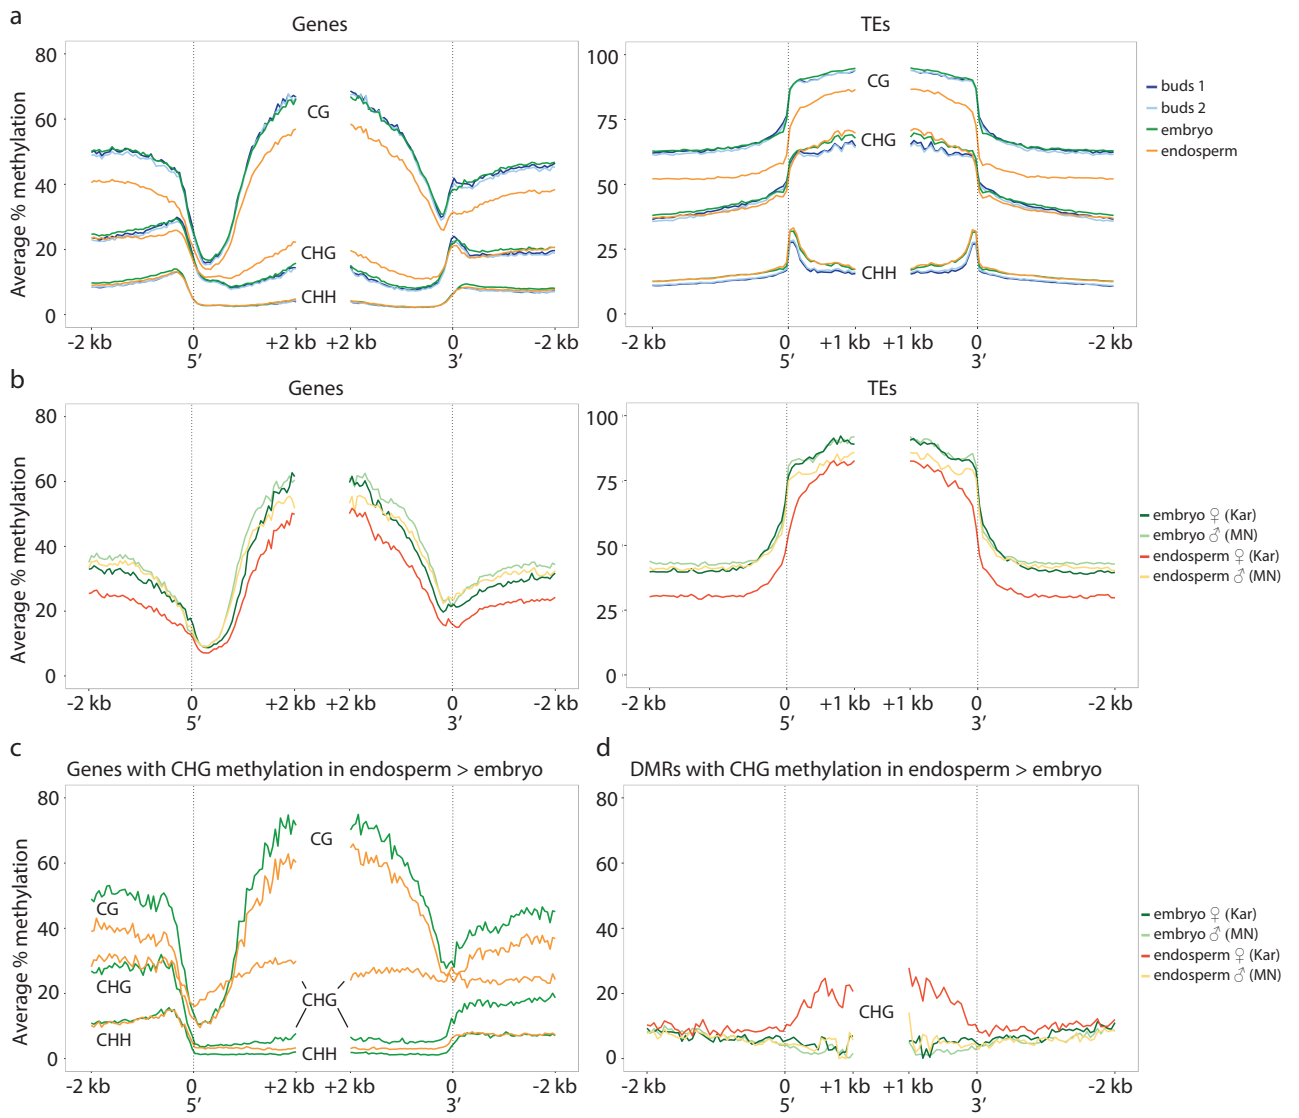 a
Genes
TEs
Average % methylation
80
60
40
20
0
CG
CHG
CHH
-2 kb 0 +2 kb +2 kb 0 -2 kb
5′ 3′
100
75
50
25
0
CG
CHG
CHH
-2 kb 0 +1 kb +1 kb 0 -2 kb
5′ 3′
buds 1
buds 2
embryo
endosperm
b
Genes
TEs
Average % methylation
80
60
40
20
0
-2 kb 0 +2 kb +2 kb 0 -2 kb
5′ 3′
100
75
50
25
0
-2 kb 0 +1 kb +1 kb 0 -2 kb
5′ 3′
embryo ♀ (Kar)
embryo ♂ (MN)
endosperm ♀ (Kar)
endosperm ♂ (MN)
c
Genes with CHG methylation in endosperm > embryo
Average % methylation
80
60
40
20
0
CG
CHG
CHH
CG
CHG
CHH
-2 kb 0 +2 kb +2 kb 0 -2 kb
5′ 3′
d
DMRs with CHG methylation in endosperm > embryo
80
60
40
20
0
CHG
-2 kb 0 +1 kb +1 kb 0 -2 kb
5′ 3′
embryo ♀ (Kar)
embryo ♂ (MN)
endosperm ♀ (Kar)
endosperm ♂ (MN)